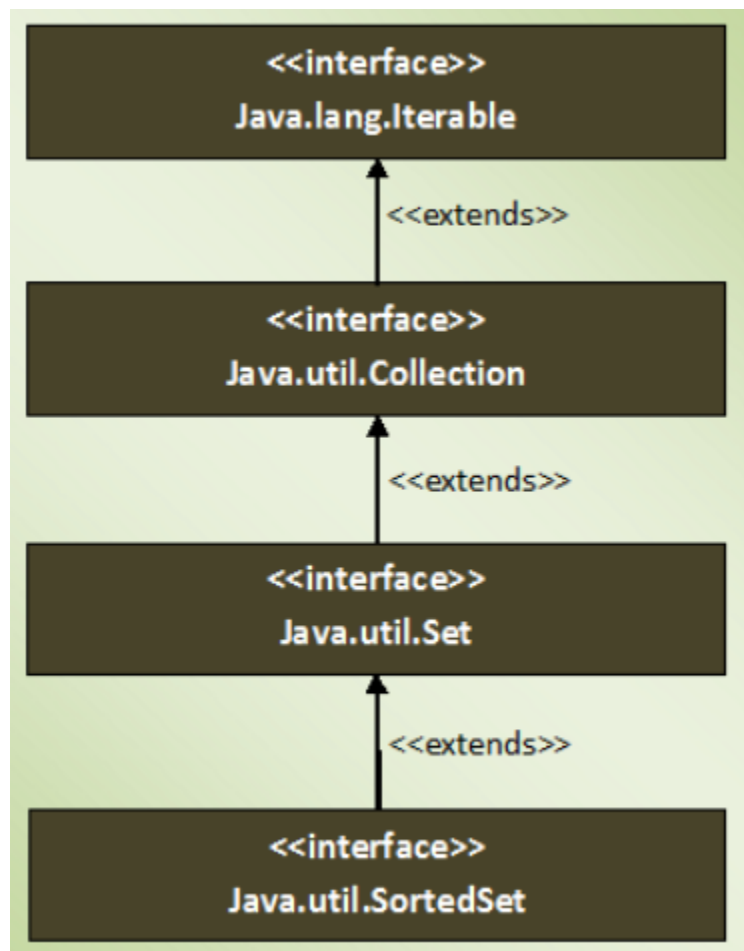 <<interface>>
Java.lang.Iterable
<<extends>>
<<interface>>
Java.util.Collection
<<extends>>
<<interface>>
Java.util.Set
<<extends>>
<<interface>>
Java.util.SortedSet